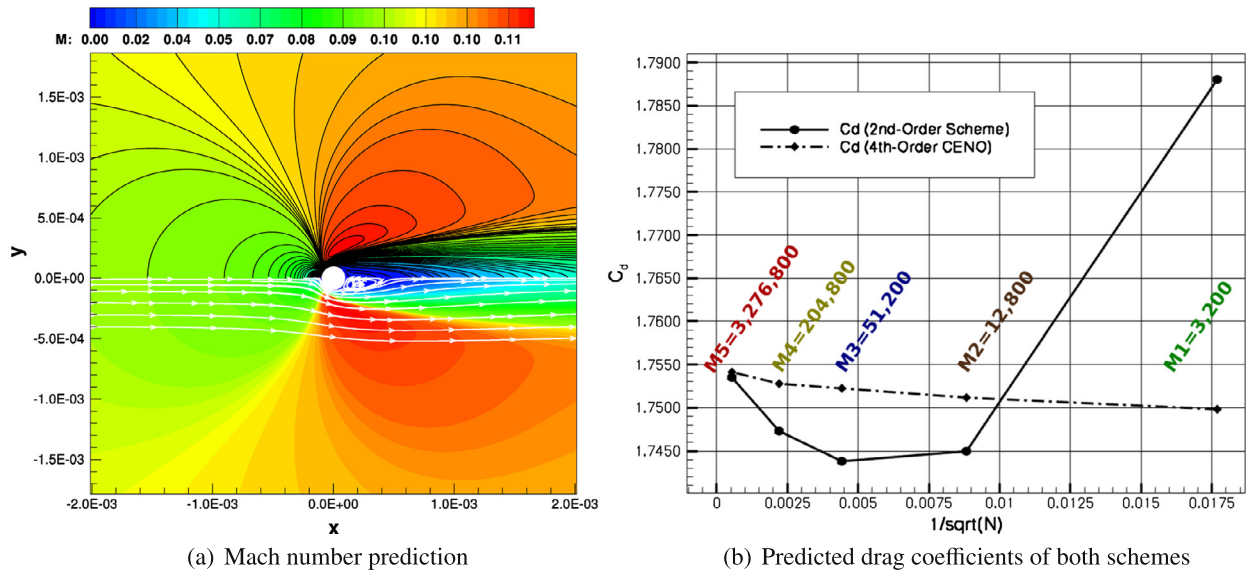 M: 0.00 0.02 0.04 0.05 0.07 0.08 0.09 0.10 0.10 0.10 0.11
y
1.5E-03
1.0E-03
5.0E-04
0.0E+00
-5.0E-04
-1.0E-03
-1.5E-03
-2.0E-03 -1.0E-03 0.0E+00 1.0E-03 2.0E-03
x
(a) Mach number prediction
Cd
1.7900
1.7850
1.7800
1.7750
1.7700
1.7650
1.7600
1.7550
1.7500
1.7450
Cd (2nd-Order Scheme)
Cd (4th-Order CENO)
M5=3,276,800
M4=204,800
M3=51,200
M2=12,800
M1=3,200
0 0.0025 0.005 0.0075 0.01 0.0125 0.015 0.0175
1/sqrt(N)
(b) Predicted drag coefficients of both schemes